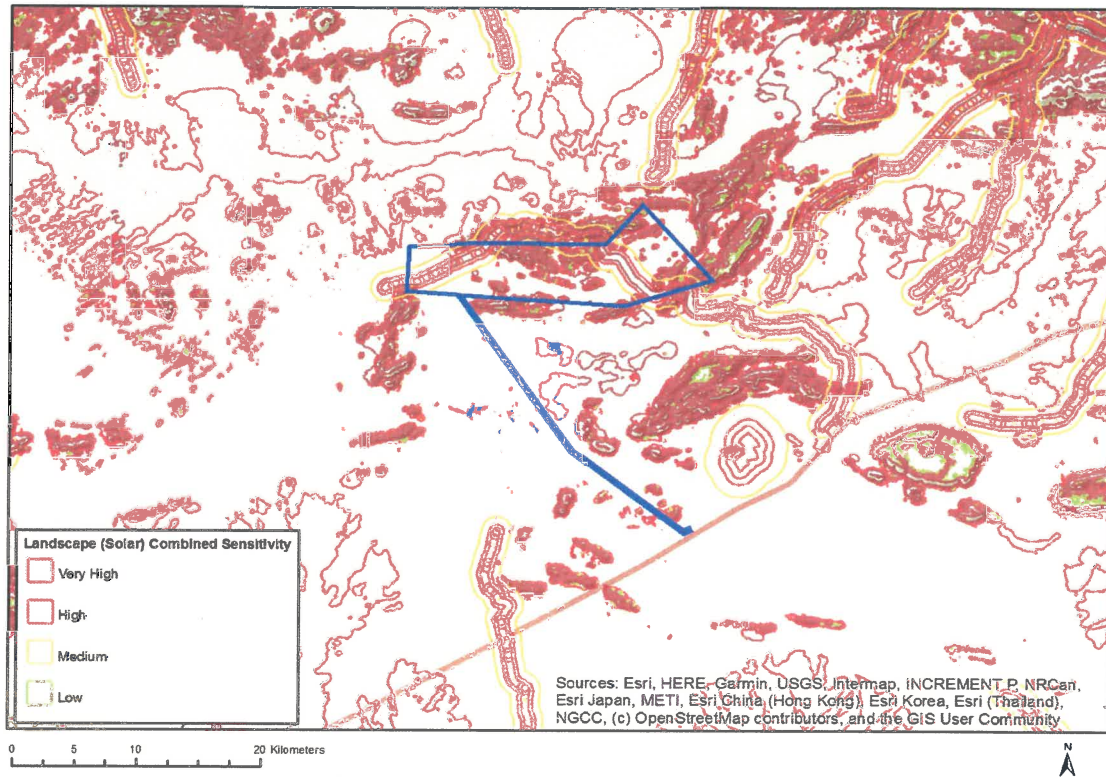 Landscape (Solar) Combined Sensitivity
Very High
High
Medium
Low
Sources: Esri, HERE, Garmin, USGS, Intermap, INCREMENT P, NRCan,
Esri Japan, METI, Esri China (Hong Kong), Esri Korea, Esri (Thailand),
NGCC, (c) OpenStreetMap contributors, and the GIS User Community
0 5 10 20 Kilometers
N